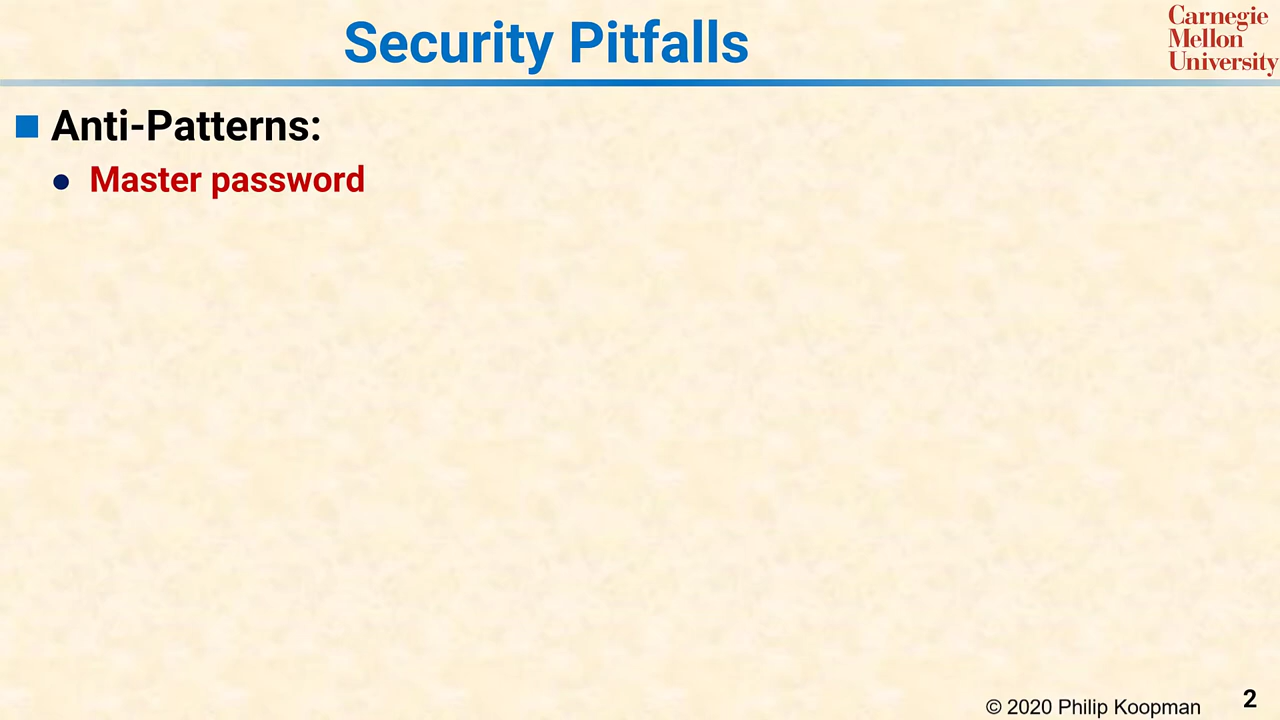 Security Pitfalls
Carnegie
Mellon
University
Anti-Patterns:
Master password
© 2020 Philip Koopman
2